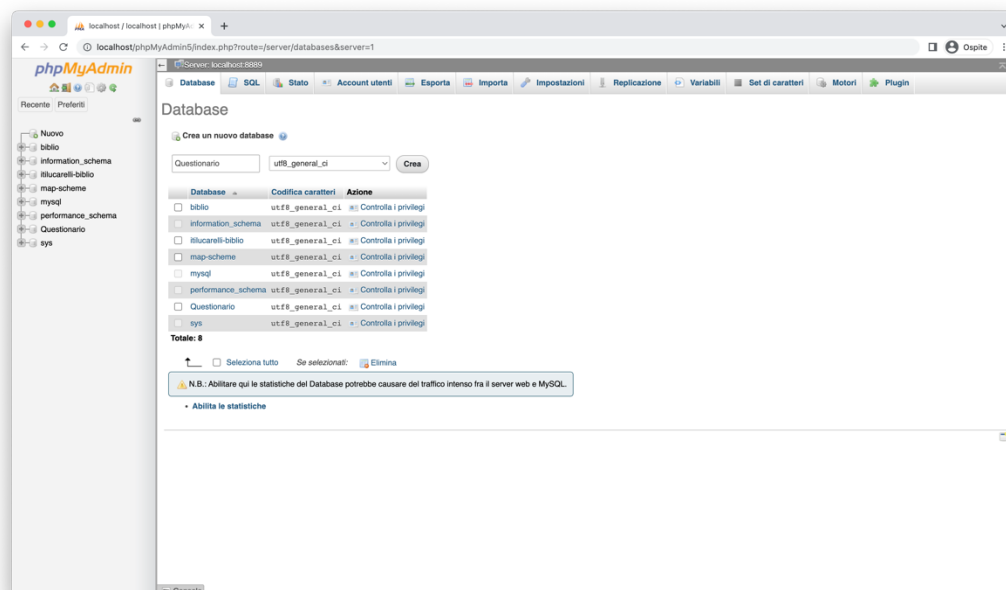 localhost / localhost | phpMyAd
localhost/phpMyAdmin5/index.php?route=/server/databases&server=1
Ospite
phpMyAdmin
Recente Preferiti
Nuovo
biblio
information_schema
itilucarelli-biblio
map-scheme
mysql
performance_schema
Questionario
sys
Server: localhost:8889
Database SQL Stato Account utenti Esporta Importa Impostazioni Replicazione Variabili Set di caratteri Motori Plugin
Database
Crea un nuovo database
Questionario utf8_general_ci Crea
Database Codifica caratteri Azione
biblio utf8_general_ci Controlla i privilegi
information_schema utf8_general_ci Controlla i privilegi
itilucarelli-biblio utf8_general_ci Controlla i privilegi
map-scheme utf8_general_ci Controlla i privilegi
mysql utf8_general_ci Controlla i privilegi
performance_schema utf8_general_ci Controlla i privilegi
Questionario utf8_general_ci Controlla i privilegi
sys utf8_general_ci Controlla i privilegi
Totale: 8
Seleziona tutto Se selezionati: Elimina
N.B.: Abilitare qui le statistiche del Database potrebbe causare del traffico intenso fra il server web e MySQL.
Abilita le statistiche